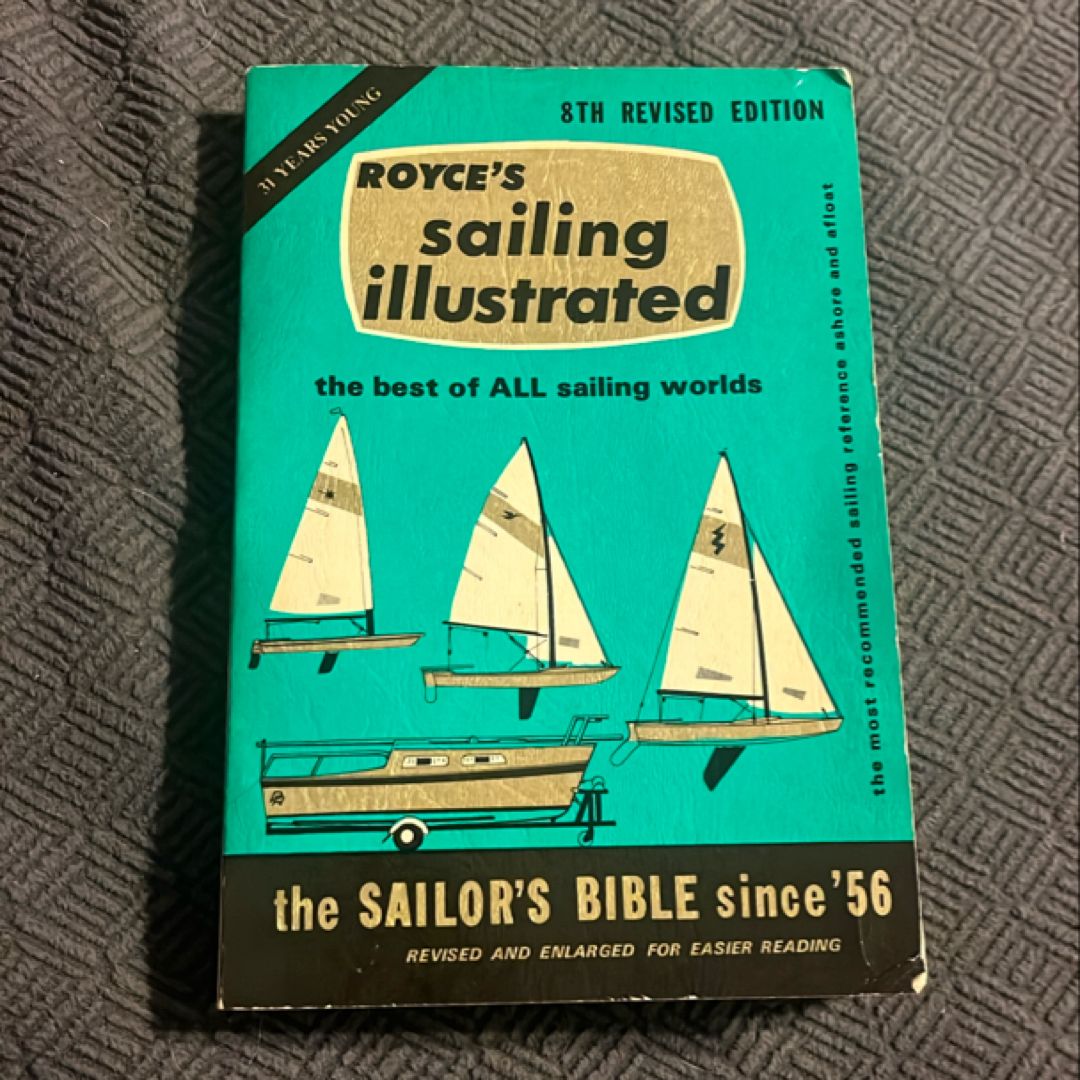 31 YEARS YOUNG
8TH REVISED EDITION
ROYCE'S
sailing
illustrated
the best of ALL sailing worlds
the most recommended sailing reference ashore and afloat
the SAILOR'S BIBLE since '56
REVISED AND ENLARGED FOR EASIER READING